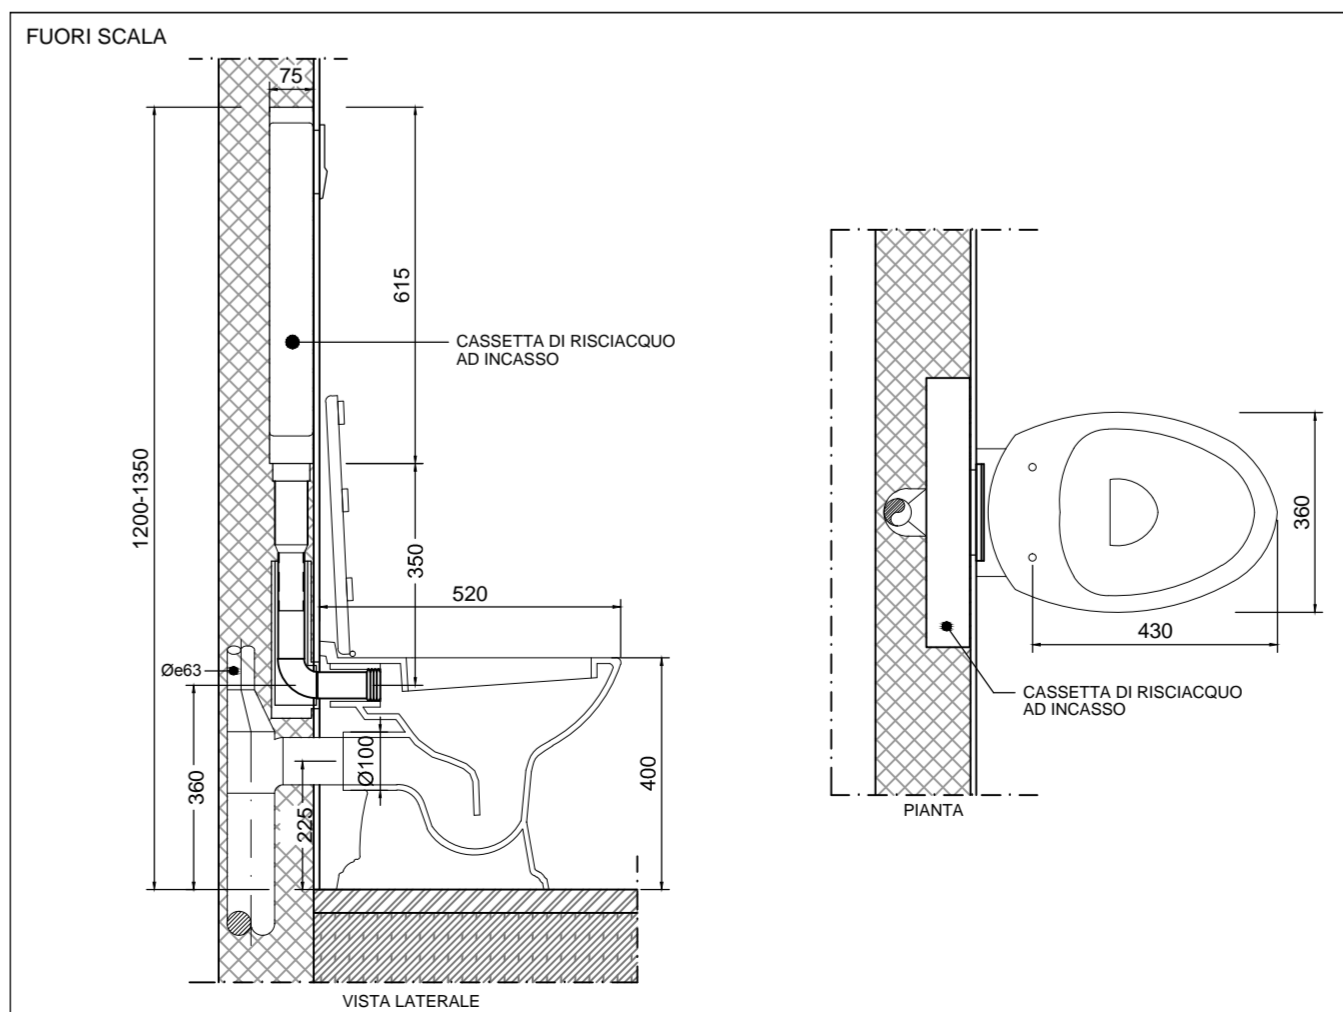 FUORI SCALA
75
615
CASSETTA DI RISCIACQUO
AD INCASSO
1200-1350
350
520
Øe63
360
Ø100
225
400
VISTA LATERALE
360
430
CASSETTA DI RISCIACQUO
AD INCASSO
PIANTA